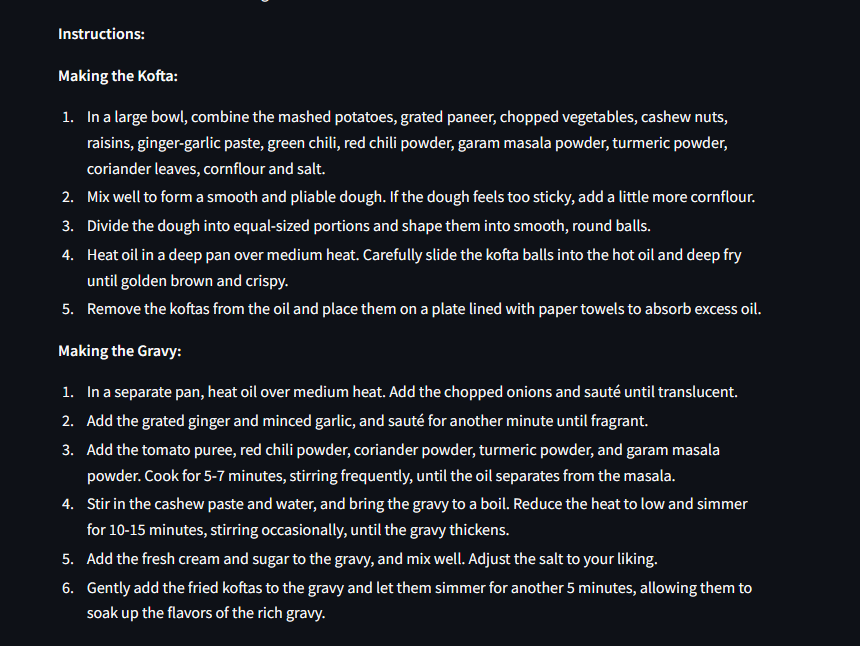 Instructions:
Making the Kofta:
1. In a large bowl, combine the mashed potatoes, grated paneer, chopped vegetables, cashew nuts,
raisins, ginger-garlic paste, green chili, red chili powder, garam masala powder, turmeric powder,
coriander leaves, cornflour and salt.
2. Mix well to form a smooth and pliable dough. If the dough feels too sticky, add a little more cornflour.
3. Divide the dough into equal-sized portions and shape them into smooth, round balls.
4. Heat oil in a deep pan over medium heat. Carefully slide the kofta balls into the hot oil and deep fry
until golden brown and crispy.
5. Remove the koftas from the oil and place them on a plate lined with paper towels to absorb excess oil.
Making the Gravy:
1. In a separate pan, heat oil over medium heat. Add the chopped onions and sauté until translucent.
2. Add the grated ginger and minced garlic, and sauté for another minute until fragrant.
3. Add the tomato puree, red chili powder, coriander powder, turmeric powder, and garam masala
powder. Cook for 5-7 minutes, stirring frequently, until the oil separates from the masala.
4. Stir in the cashew paste and water, and bring the gravy to a boil. Reduce the heat to low and simmer
for 10-15 minutes, stirring occasionally, until the gravy thickens.
5. Add the fresh cream and sugar to the gravy, and mix well. Adjust the salt to your liking.
6. Gently add the fried koftas to the gravy and let them simmer for another 5 minutes, allowing them to
soak up the flavors of the rich gravy.